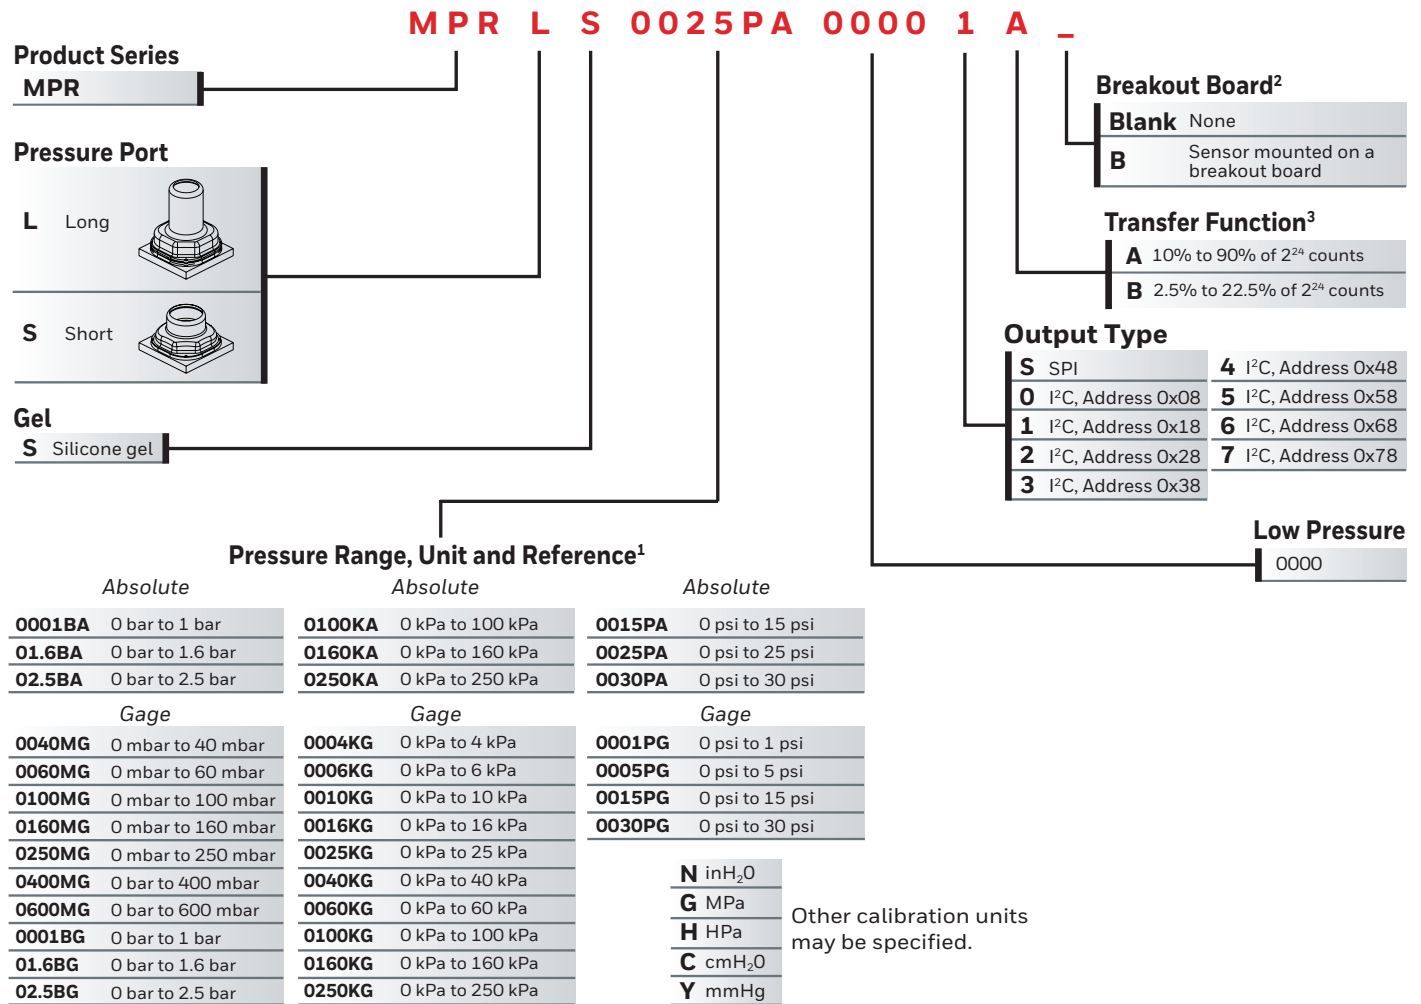 MPR L S 0025PA 0000 1 A _
Product Series
MPR
Pressure Port
L Long
S Short
Gel
S Silicone gel
Breakout Board²
Blank None
B Sensor mounted on a
breakout board
Transfer Function³
A 10% to 90% of 2²⁴ counts
B 2.5% to 22.5% of 2²⁴ counts
Output Type
S SPI
0 I²C, Address 0x08
1 I²C, Address 0x18
2 I²C, Address 0x28
3 I²C, Address 0x38
4 I²C, Address 0x48
5 I²C, Address 0x58
6 I²C, Address 0x68
7 I²C, Address 0x78
Low Pressure
0000
Pressure Range, Unit and Reference¹
Absolute
0001BA 0 bar to 1 bar
01.6BA 0 bar to 1.6 bar
02.5BA 0 bar to 2.5 bar
Gage
0040MG 0 mbar to 40 mbar
0060MG 0 mbar to 60 mbar
0100MG 0 mbar to 100 mbar
0160MG 0 mbar to 160 mbar
0250MG 0 mbar to 250 mbar
0400MG 0 bar to 400 mbar
0600MG 0 bar to 600 mbar
0001BG 0 bar to 1 bar
01.6BG 0 bar to 1.6 bar
02.5BG 0 bar to 2.5 bar
Absolute
0100KA 0 kPa to 100 kPa
0160KA 0 kPa to 160 kPa
0250KA 0 kPa to 250 kPa
Gage
0004KG 0 kPa to 4 kPa
0006KG 0 kPa to 6 kPa
0010KG 0 kPa to 10 kPa
0016KG 0 kPa to 16 kPa
0025KG 0 kPa to 25 kPa
0040KG 0 kPa to 40 kPa
0060KG 0 kPa to 60 kPa
0100KG 0 kPa to 100 kPa
0160KG 0 kPa to 160 kPa
0250KG 0 kPa to 250 kPa
Absolute
0015PA 0 psi to 15 psi
0025PA 0 psi to 25 psi
0030PA 0 psi to 30 psi
Gage
0001PG 0 psi to 1 psi
0005PG 0 psi to 5 psi
0015PG 0 psi to 15 psi
0030PG 0 psi to 30 psi
N inH₂0
G MPa
H HPa
C cmH₂0
Y mmHg
Other calibration units
may be specified.